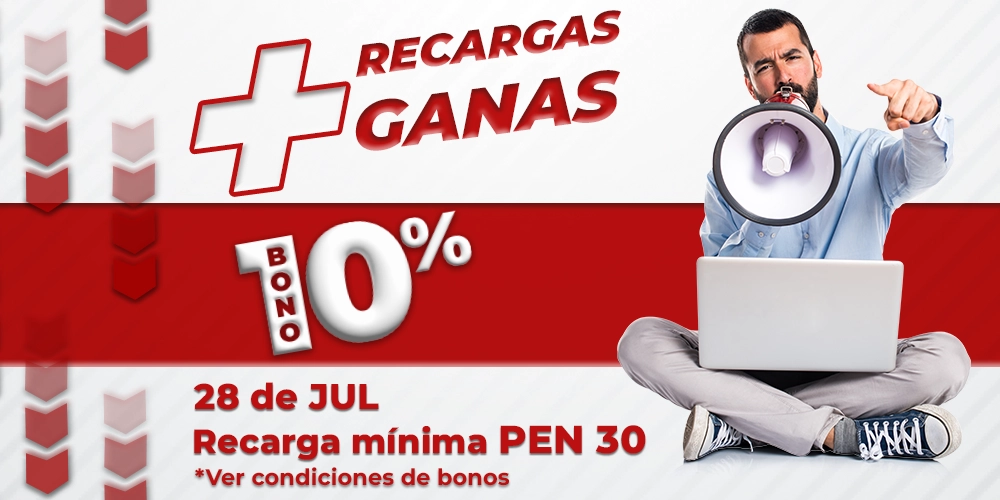 + RECARGAS
GANAS
BONO
10%
28 de JUL
Recarga mínima PEN 30
*Ver condiciones de bonos